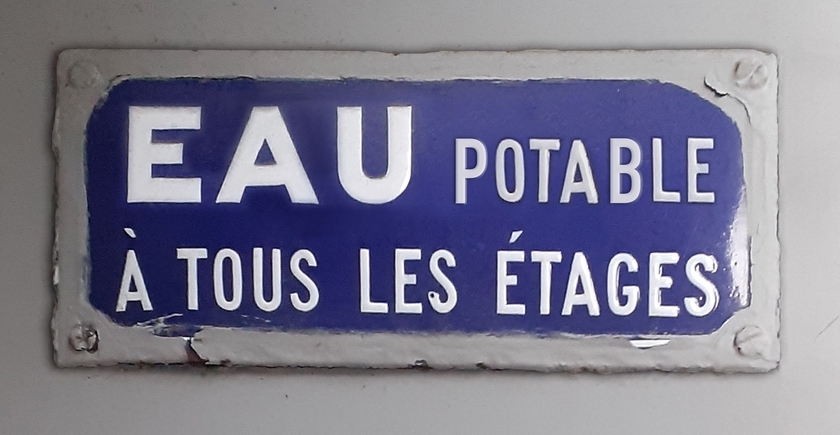 EAU POTABLE
À TOUS LES ÉTAGES